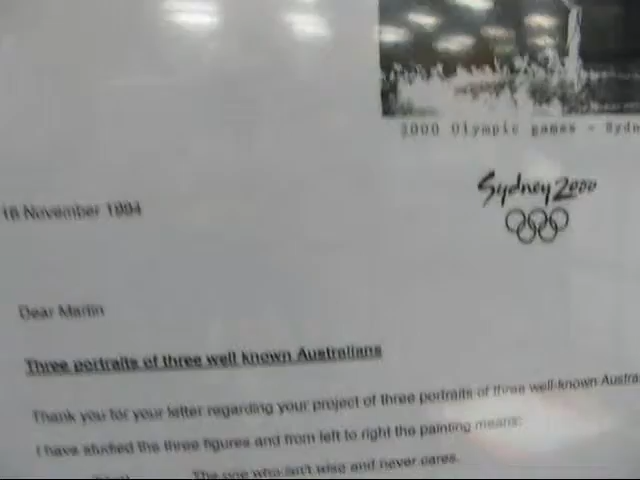 2000 Olympic games - Sydn
Sydney 2000
16 November 1994
Dear Martin
Three portraits of three well known Australians
Thank you for your letter regarding your project of three portraits of three well-known Austra
I have studied the three figures and from left to right the painting means:
The one who isn't wise and never cares.